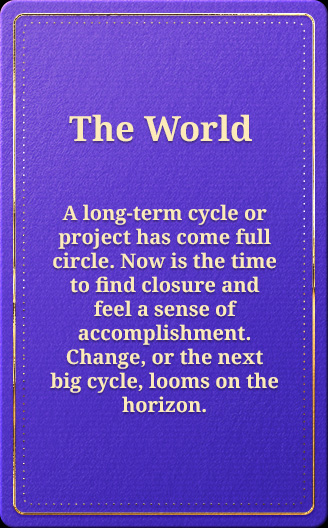 The World
A long-term cycle or
project has come full
circle. Now is the time
to find closure and
feel a sense of
accomplishment.
Change, or the next
big cycle, looms on the
horizon.